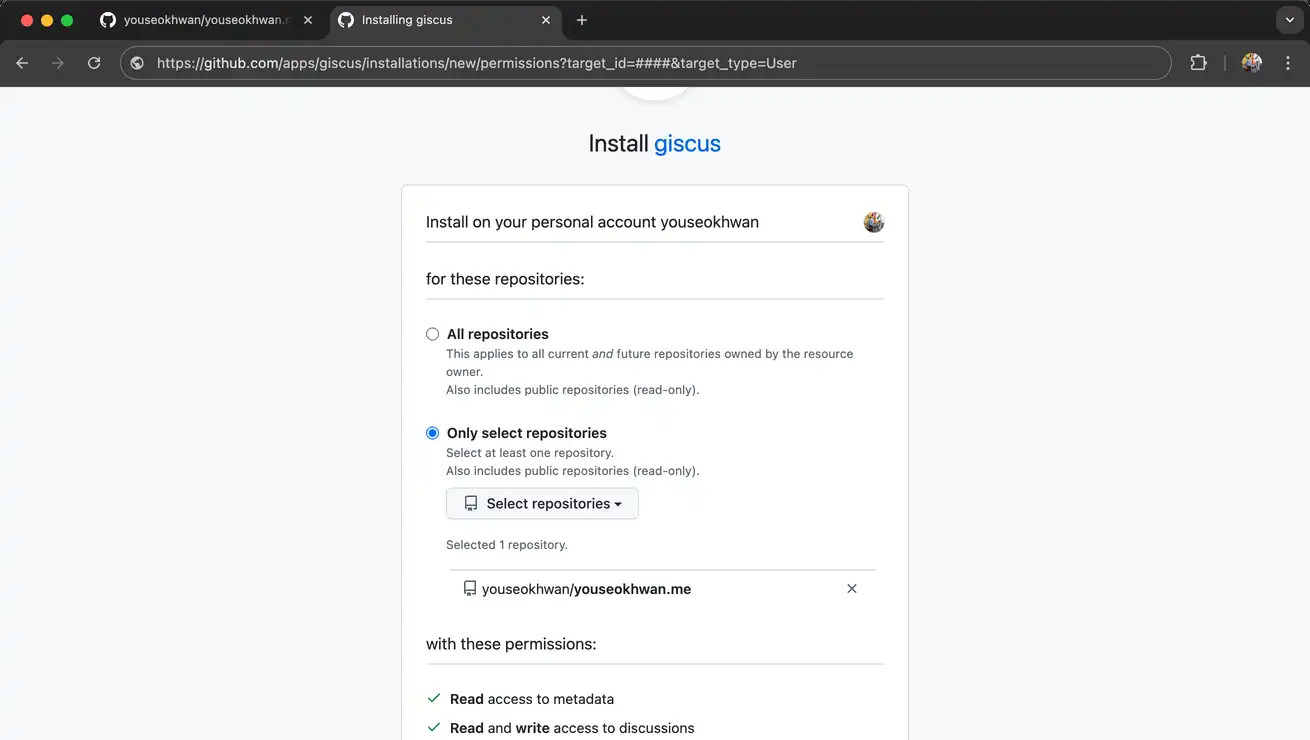 youseokhwan/youseokhwan.
Installing giscus
https://github.com/apps/giscus/installations/new/permissions?target_id=####&target_type=User
Install giscus
Install on your personal account youseokhwan
for these repositories:
All repositories
This applies to all current and future repositories owned by the resource
owner.
Also includes public repositories (read-only).
Only select repositories
Select at least one repository.
Also includes public repositories (read-only).
Select repositories
Selected 1 repository.
youseokhwan/youseokhwan.me
with these permissions:
Read access to metadata
Read and write access to discussions